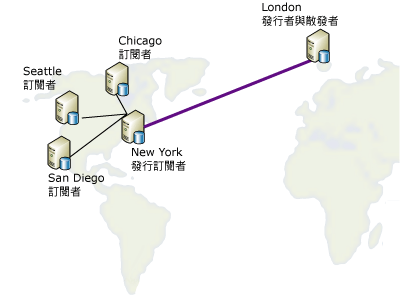 London
發行者與散發者
Chicago
訂閱者
Seattle
訂閱者
New York
發行訂閱者
San Diego
訂閱者